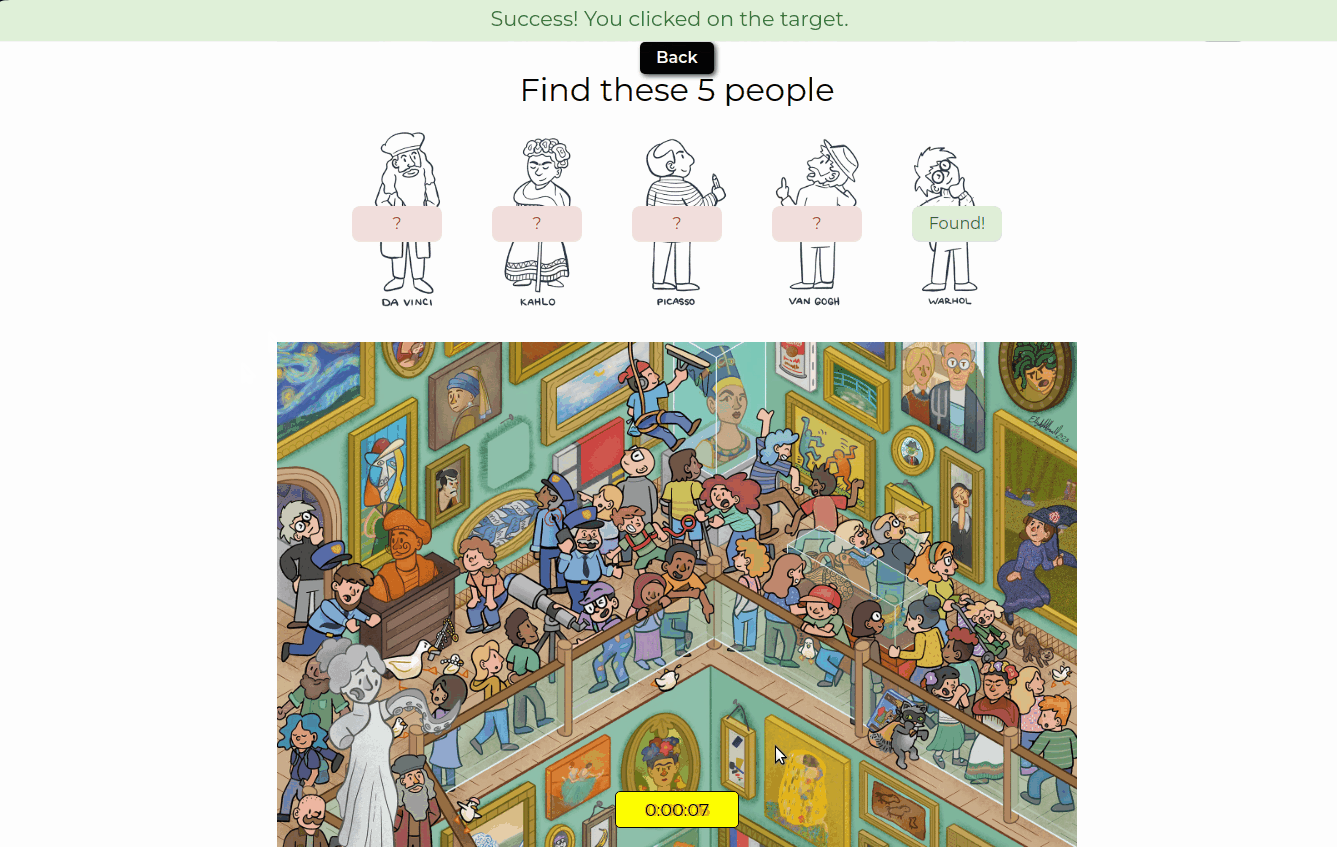 Success! You clicked on the target.
Back
Find these 5 people
? ? ? ? Found!
DA VINCI KAHLO PICASSO VAN GOGH WARHOL
0:00:07